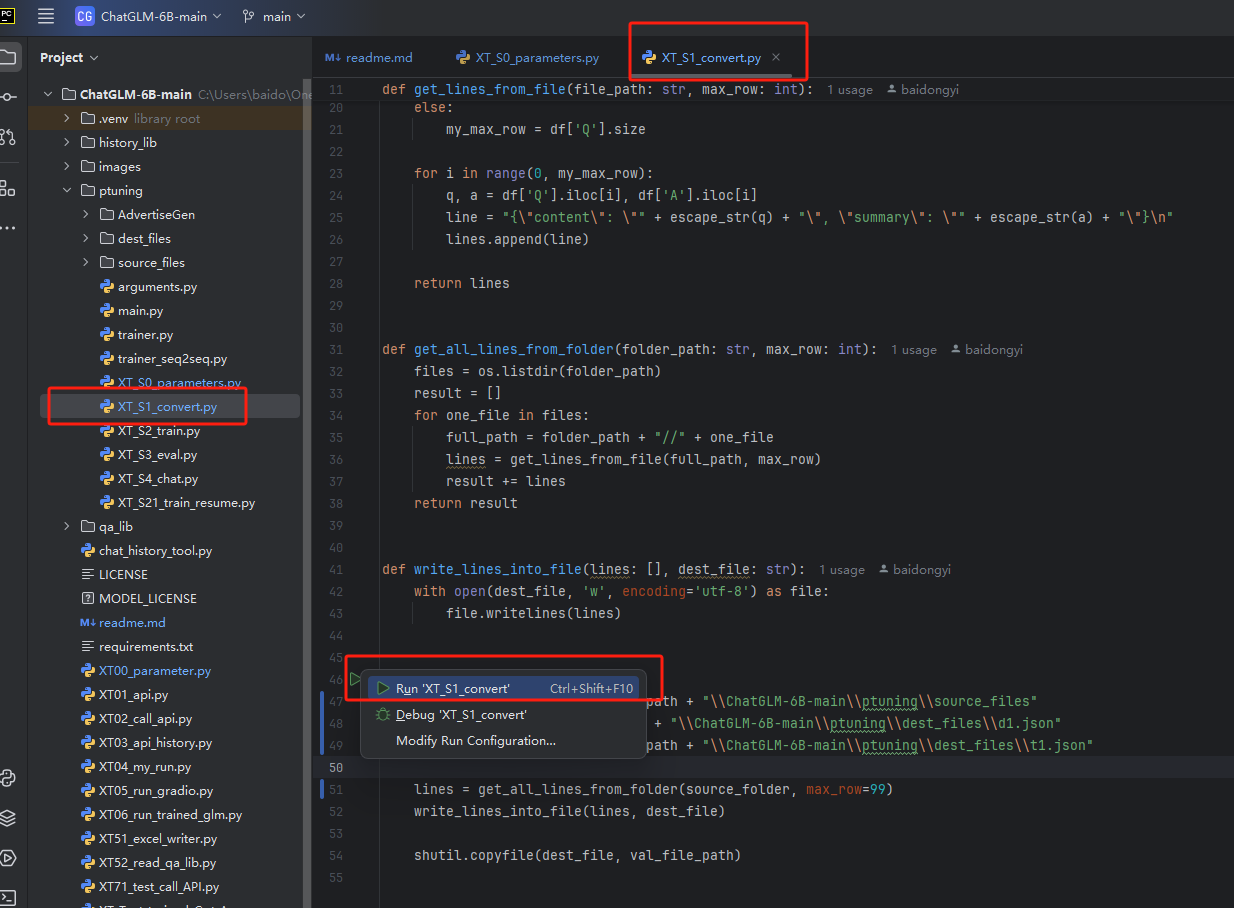 PC
CG ChatGLM-6B-main main
Project
ChatGLM-6B-main C:\Users\baido\One
.venv library root
history_lib
images
ptuning
AdvertiseGen
dest_files
source_files
arguments.py
main.py
trainer.py
trainer_seq2seq.py
XT_S0_parameters.py
XT_S1_convert.py
XT_S2_train.py
XT_S3_eval.py
XT_S4_chat.py
XT_S21_train_resume.py
qa_lib
chat_history_tool.py
LICENSE
MODEL_LICENSE
M↓ readme.md
requirements.txt
XT00_parameter.py
XT01_api.py
XT02_call_api.py
XT03_api_history.py
XT04_my_run.py
XT05_run_gradio.py
XT06_run_trained_glm.py
XT51_excel_writer.py
XT52_read_qa_lib.py
XT71_test_call_API.py
M↓ readme.md XT_S0_parameters.py XT_S1_convert.py
11 def get_lines_from_file(file_path: str, max_row: int): 1 usage baidongyi
20 else:
21 my_max_row = df['Q'].size
22
23 for i in range(0, my_max_row):
24 q, a = df['Q'].iloc[i], df['A'].iloc[i]
25 line = "{\"content\": \"" + escape_str(q) + "\", \"summary\": \"" + escape_str(a) + "\"}\n"
26 lines.append(line)
27
28 return lines
29
30
31 def get_all_lines_from_folder(folder_path: str, max_row: int): 1 usage baidongyi
32 files = os.listdir(folder_path)
33 result = []
34 for one_file in files:
35 full_path = folder_path + "//" + one_file
36 lines = get_lines_from_file(full_path, max_row)
37 result += lines
38 return result
39
40
41 def write_lines_into_file(lines: [], dest_file: str): 1 usage baidongyi
42 with open(dest_file, 'w', encoding='utf-8') as file:
43 file.writelines(lines)
44
45
46
Run 'XT_S1_convert' Ctrl+Shift+F10
47 path + "\\ChatGLM-6B-main\\ptuning\\source_files"
Debug 'XT_S1_convert'
48 + "\\ChatGLM-6B-main\\ptuning\\dest_files\\d1.json"
Modify Run Configuration...
49 path + "\\ChatGLM-6B-main\\ptuning\\dest_files\\t1.json"
50
51 lines = get_all_lines_from_folder(source_folder, max_row=99)
52 write_lines_into_file(lines, dest_file)
53
54 shutil.copyfile(dest_file, val_file_path)
55